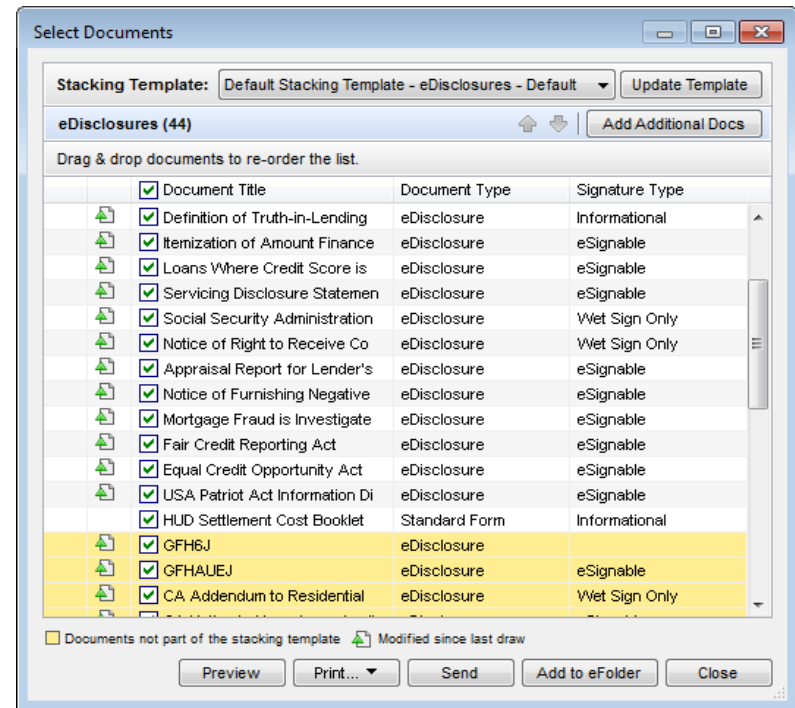 Select Documents
Stacking Template: Default Stacking Template - eDisclosures - Default Update Template
eDisclosures (44) Add Additional Docs
Drag & drop documents to re-order the list.
Document Title Document Type Signature Type
Definition of Truth-in-Lending eDisclosure Informational
Itemization of Amount Finance eDisclosure eSignable
Loans Where Credit Score is eDisclosure eSignable
Servicing Disclosure Statemen eDisclosure eSignable
Social Security Administration eDisclosure Wet Sign Only
Notice of Right to Receive Co eDisclosure Wet Sign Only
Appraisal Report for Lender's eDisclosure eSignable
Notice of Furnishing Negative eDisclosure eSignable
Mortgage Fraud is Investigate eDisclosure eSignable
Fair Credit Reporting Act eDisclosure eSignable
Equal Credit Opportunity Act eDisclosure eSignable
USA Patriot Act Information Di eDisclosure eSignable
HUD Settlement Cost Booklet Standard Form Informational
GFH6J eDisclosure
GFHAUEJ eDisclosure eSignable
CA Addendum to Residential eDisclosure Wet Sign Only
Documents not part of the stacking template Modified since last draw
Preview Print... Send Add to eFolder Close